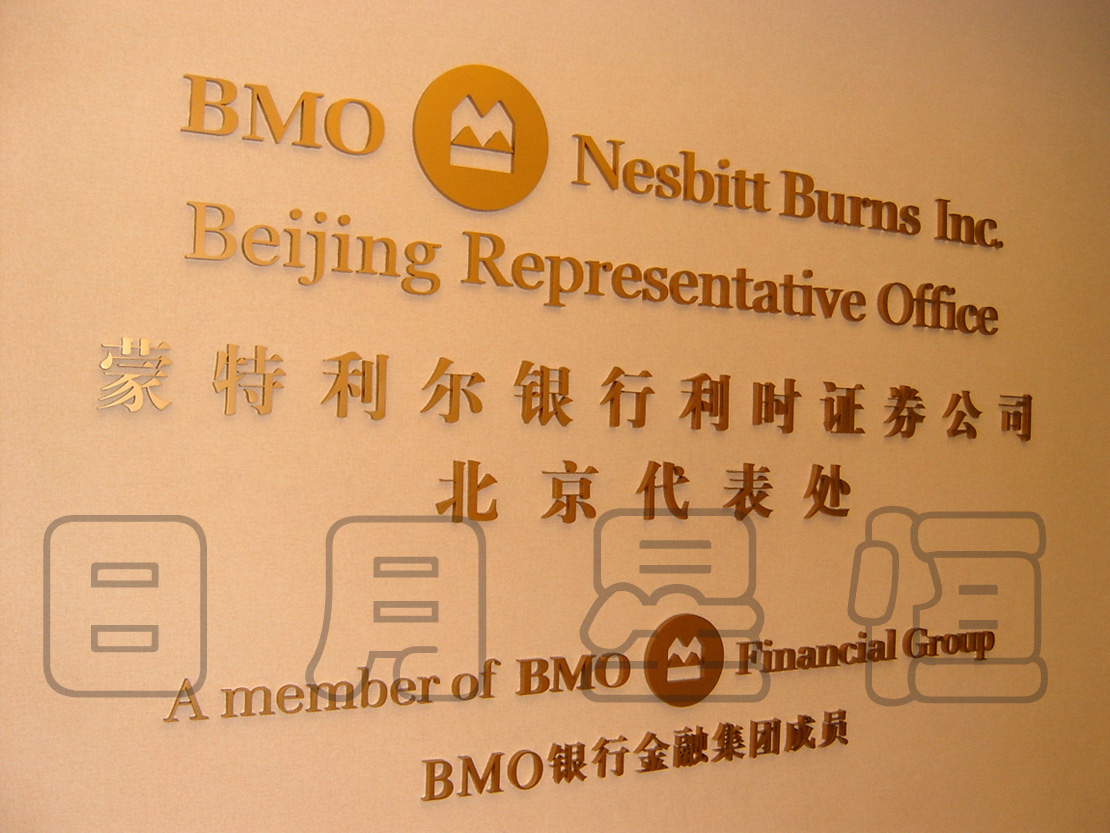 BMO Nesbitt Burns Inc.
Beijing Representative Office
蒙特利尔银行利时证券公司
北京代表处
日月星恒
A member of BMO Financial Group
BMO银行金融集团成员